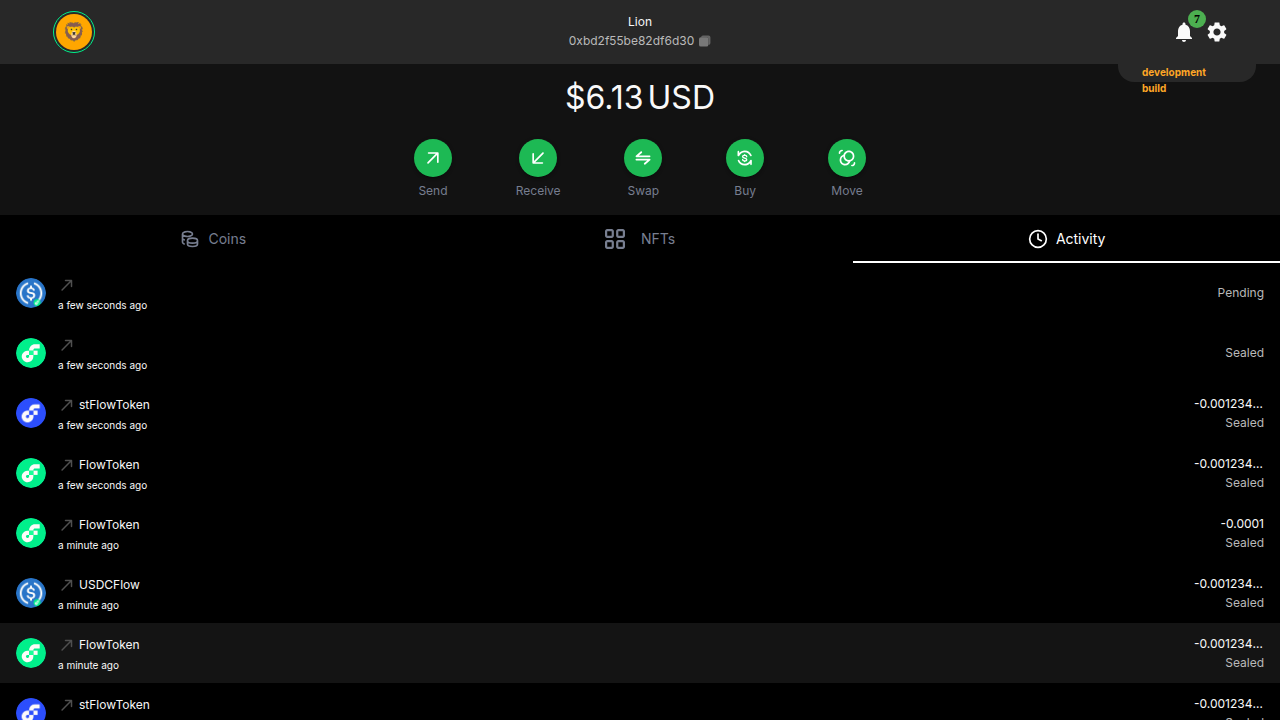 Lion
0xbd2f55be82df6d30
7
development
build
$6.13 USD
Send
Receive
Swap
Buy
Move
Coins
NFTs
Activity
a few seconds ago
Pending
a few seconds ago
Sealed
stFlowToken
-0.001234...
a few seconds ago
Sealed
FlowToken
-0.001234...
a few seconds ago
Sealed
FlowToken
-0.0001
a minute ago
Sealed
USDCFlow
-0.001234...
a minute ago
Sealed
FlowToken
-0.001234...
a minute ago
Sealed
stFlowToken
-0.001234...